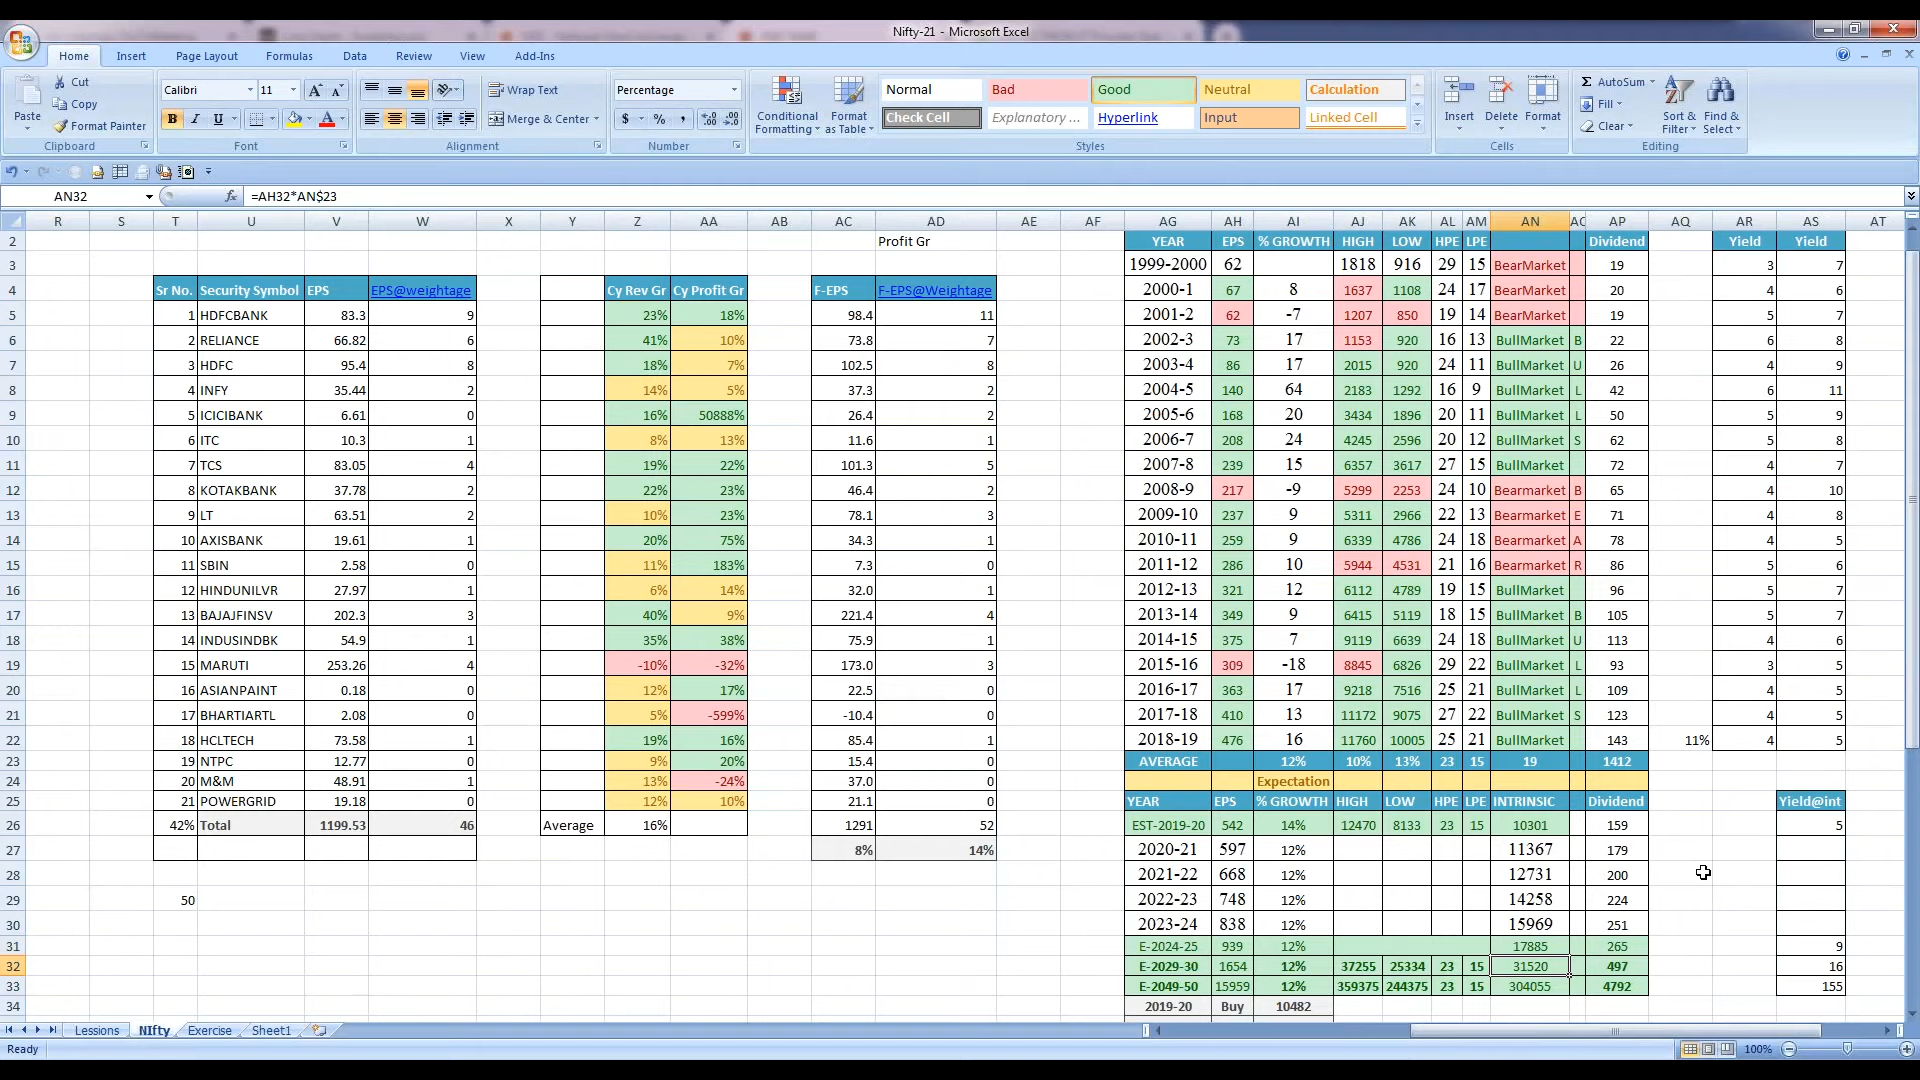 Nifty-21 - Microsoft Excel
Home Insert Page Layout Formulas Data Review View Add-Ins
Cut Calibri 11 Wrap Text Percentage Normal Bad Good Neutral Calculation AutoSum
Copy Fill
Paste Format Painter Merge & Center Conditional Formatting Format as Table Check Cell Explanatory ... Hyperlink Input Linked Cell Insert Delete Format Clear Sort & Filter Find & Select
Clipboard Font Alignment Number Styles Cells Editing
AN32 =AH32*AN$23
R S T U V W X Y Z AA AB AC AD AE AF AG AH AI AJ AK AL AM AN AP AQ AR AS AT
2 Profit Gr YEAR EPS % GROWTH HIGH LOW HPE LPE Dividend Yield Yield
3 1999-2000 62 1818 916 29 15 BearMarket 19 3 7
4 Sr No. Security Symbol EPS EPS@weightage Cy Rev Gr Cy Profit Gr F-EPS F-EPS@Weightage 2000-1 67 8 1637 1108 24 17 BearMarket 20 4 6
5 1 HDFCBANK 83.3 9 23% 18% 98.4 11 2001-2 62 -7 1207 850 19 14 BearMarket 19 5 7
6 2 RELIANCE 66.82 6 41% 10% 73.8 7 2002-3 73 17 1153 920 16 13 BullMarket B 22 6 8
7 3 HDFC 95.4 8 18% 7% 102.5 8 2003-4 86 17 2015 920 24 11 BullMarket U 26 4 9
8 4 INFY 35.44 2 14% 5% 37.3 2 2004-5 140 64 2183 1292 16 9 BullMarket L 42 6 11
9 5 ICICIBANK 6.61 0 16% 50888% 26.4 2 2005-6 168 20 3434 1896 20 11 BullMarket L 50 5 9
10 6 ITC 10.3 1 8% 13% 11.6 1 2006-7 208 24 4245 2596 20 12 BullMarket S 62 5 8
11 7 TCS 83.05 4 19% 22% 101.3 5 2007-8 239 15 6357 3617 27 15 BullMarket 72 4 7
12 8 KOTAKBANK 37.78 2 22% 23% 46.4 2 2008-9 217 -9 5299 2253 24 10 Bearmarket B 65 4 10
13 9 LT 63.51 2 10% 23% 78.1 3 2009-10 237 9 5311 2966 22 13 Bearmarket E 71 4 8
14 10 AXISBANK 19.61 1 20% 75% 34.3 1 2010-11 259 9 6339 4786 24 18 Bearmarket A 78 4 5
15 11 SBIN 2.58 0 11% 183% 7.3 0 2011-12 286 10 5944 4531 21 16 Bearmarket R 86 5 6
16 12 HINDUNILVR 27.97 1 6% 14% 32.0 1 2012-13 321 12 6112 4789 19 15 BullMarket 96 5 7
17 13 BAJAJFINSV 202.3 3 40% 9% 221.4 4 2013-14 349 9 6415 5119 18 15 BullMarket B 105 5 7
18 14 INDUSINDBK 54.9 1 35% 38% 75.9 1 2014-15 375 7 9119 6639 24 18 BullMarket U 113 4 6
19 15 MARUTI 253.26 4 -10% -32% 173.0 3 2015-16 309 -18 8845 6826 29 22 BullMarket L 93 3 5
20 16 ASIANPAINT 0.18 0 12% 17% 22.5 0 2016-17 363 17 9218 7516 25 21 BullMarket L 109 4 5
21 17 BHARTIARTL 2.08 0 5% -599% -10.4 0 2017-18 410 13 11172 9075 27 22 BullMarket S 123 4 5
22 18 HCLTECH 73.58 1 19% 16% 85.4 1 2018-19 476 16 11760 10005 25 21 BullMarket 143 11% 4 5
23 19 NTPC 12.77 0 9% 20% 15.4 0 AVERAGE 12% 10% 13% 23 15 19 1412
24 20 M&M 48.91 1 13% -24% 37.0 0 Expectation
25 21 POWERGRID 19.18 0 12% 10% 21.1 0 YEAR EPS % GROWTH HIGH LOW HPE LPE INTRINSIC Dividend Yield@int
26 42% Total 1199.53 46 Average 16% 1291 52 EST-2019-20 542 14% 12470 8133 23 15 10301 159 5
27 8% 14% 2020-21 597 12% 11367 179
28 2021-22 668 12% 12731 200
29 50 2022-23 748 12% 14258 224
30 2023-24 838 12% 15969 251
31 E-2024-25 939 12% 17885 265 9
32 E-2029-30 1654 12% 37255 25334 23 15 31520 497 16
33 E-2049-50 15959 12% 359375 244375 23 15 304055 4792 155
34 2019-20 Buy 10482
Lessions NIfty Exercise Sheet1
Ready 100%